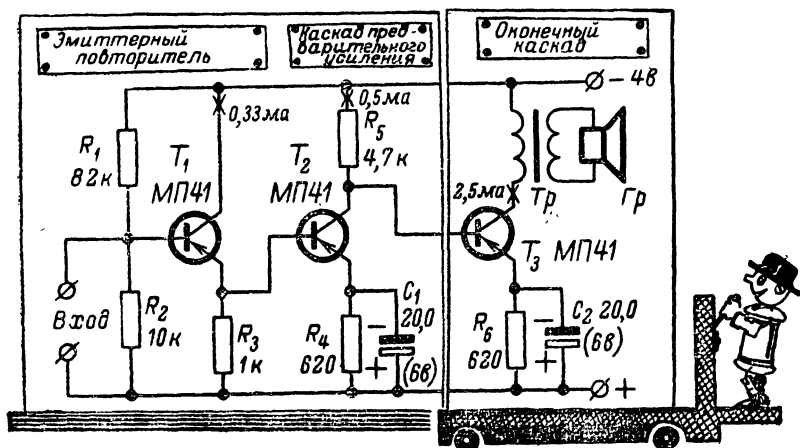 Эмиттерный
повторитель
Каскад пред-
варительного
усиления
Оконечный
каскад
– 4в
0,33ма
0,5ма
R1
82к
T1
МП41
T2
МП41
R5
4,7к
2,5ма
Тр
Гр
T3 МП41
Вход
R2
10к
R3
1к
R4
620
C1
20,0
(6в)
– +
R6
620
C2 20,0
(6в)
– +
+